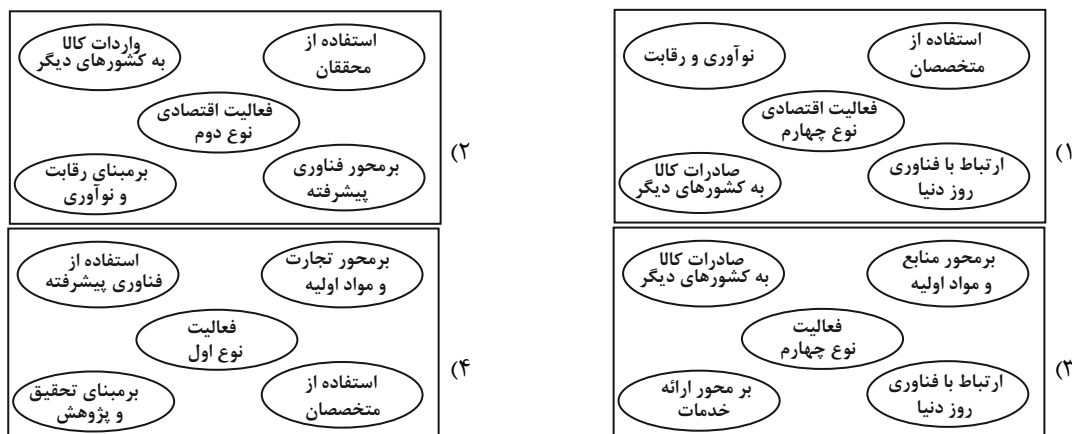 استفاده از
متخصصان
نوآوری و رقابت
فعالیت اقتصادی
نوع چهارم
۱)
ارتباط با فناوری
روز دنیا
صادرات کالا
به کشورهای دیگر
استفاده از
محققان
واردات کالا
به کشورهای دیگر
فعالیت اقتصادی
نوع دوم
۲)
برمحور فناوری
پیشرفته
برمبنای رقابت
و نوآوری
برمحور منابع
و مواد اولیه
صادرات کالا
به کشورهای دیگر
فعالیت
نوع چهارم
۳)
ارتباط با فناوری
روز دنیا
بر محور ارائه
خدمات
برمحور تجارت
و مواد اولیه
استفاده از
فناوری پیشرفته
فعالیت
نوع اول
۴)
استفاده از
متخصصان
برمبنای تحقیق
و پژوهش